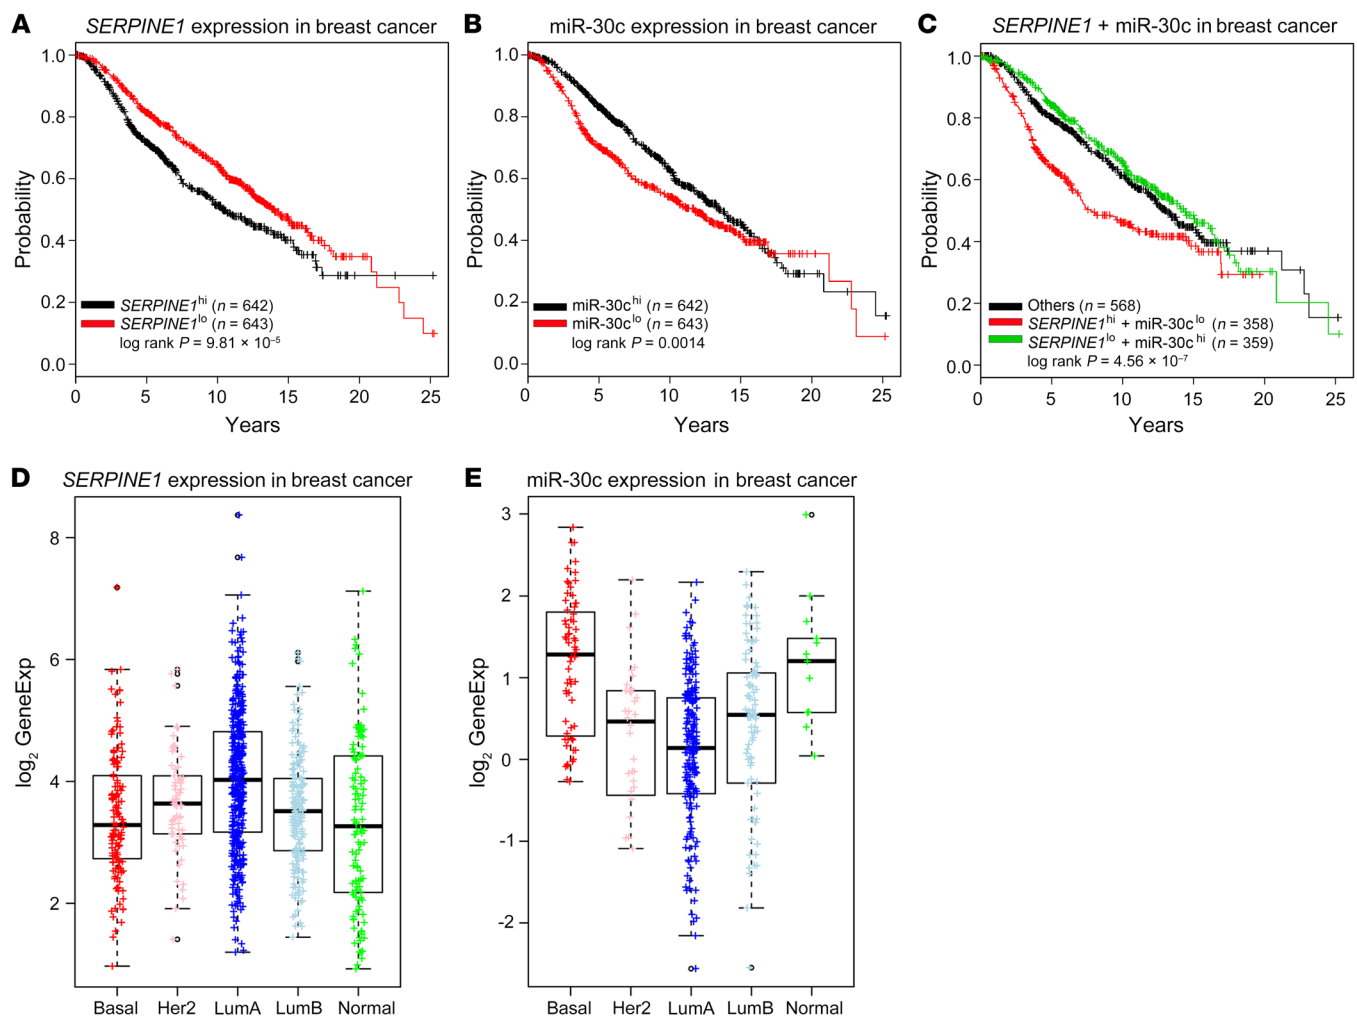 A SERPINE1 expression in breast cancer
Probability
1.0
0.8
0.6
0.4
0.2
0.0
SERPINE1hi (n = 642)
SERPINE1lo (n = 643)
log rank P = 9.81 × 10–5
0 5 10 15 20 25
Years
B miR-30c expression in breast cancer
Probability
1.0
0.8
0.6
0.4
0.2
0.0
miR-30chi (n = 642)
miR-30clo (n = 643)
log rank P = 0.0014
0 5 10 15 20 25
Years
C SERPINE1 + miR-30c in breast cancer
Probability
1.0
0.8
0.6
0.4
0.2
0.0
Others (n = 568)
SERPINE1hi + miR-30clo (n = 358)
SERPINE1lo + miR-30chi (n = 359)
log rank P = 4.56 × 10–7
0 5 10 15 20 25
Years
D SERPINE1 expression in breast cancer
log2 GeneExp
8
6
4
2
Basal Her2 LumA LumB Normal
E miR-30c expression in breast cancer
log2 GeneExp
3
2
1
0
-1
-2
Basal Her2 LumA LumB Normal